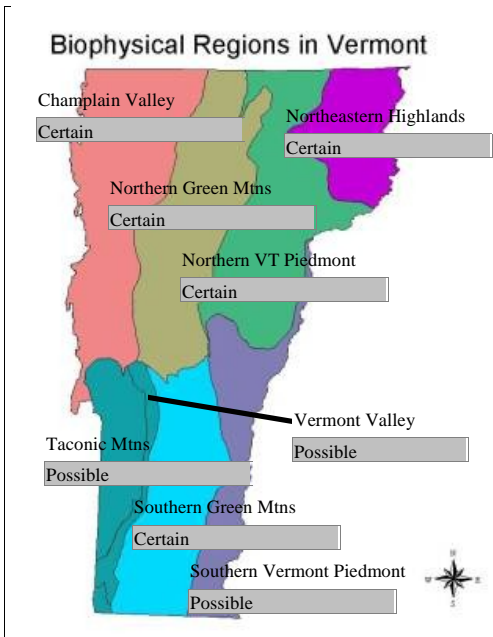 Biophysical Regions in Vermont
Champlain Valley
Certain
Northeastern Highlands
Certain
Northern Green Mtns
Certain
Northern VT Piedmont
Certain
Vermont Valley
Possible
Taconic Mtns
Possible
Southern Green Mtns
Certain
Southern Vermont Piedmont
Possible
N
W
E
S